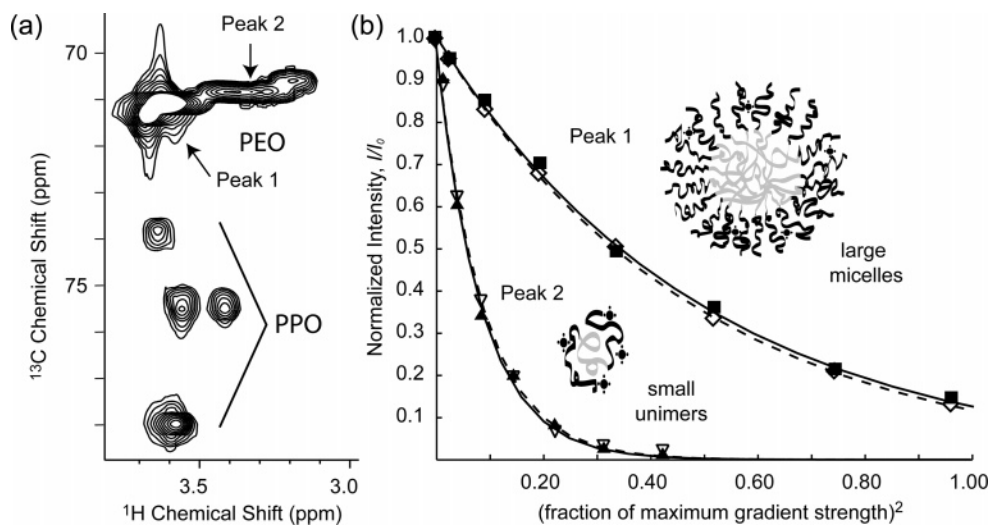 (a)
Peak 2
70
PEO
Peak 1
75
PPO
13C Chemical Shift (ppm)
3.5
3.0
1H Chemical Shift (ppm)
(b)
1.0
0.9
0.8
0.7
0.6
0.5
0.4
0.3
0.2
0.1
Normalized Intensity, I/I0
Peak 1
large
micelles
Peak 2
small
unimers
0.20
0.40
0.60
0.80
1.00
(fraction of maximum gradient strength)2